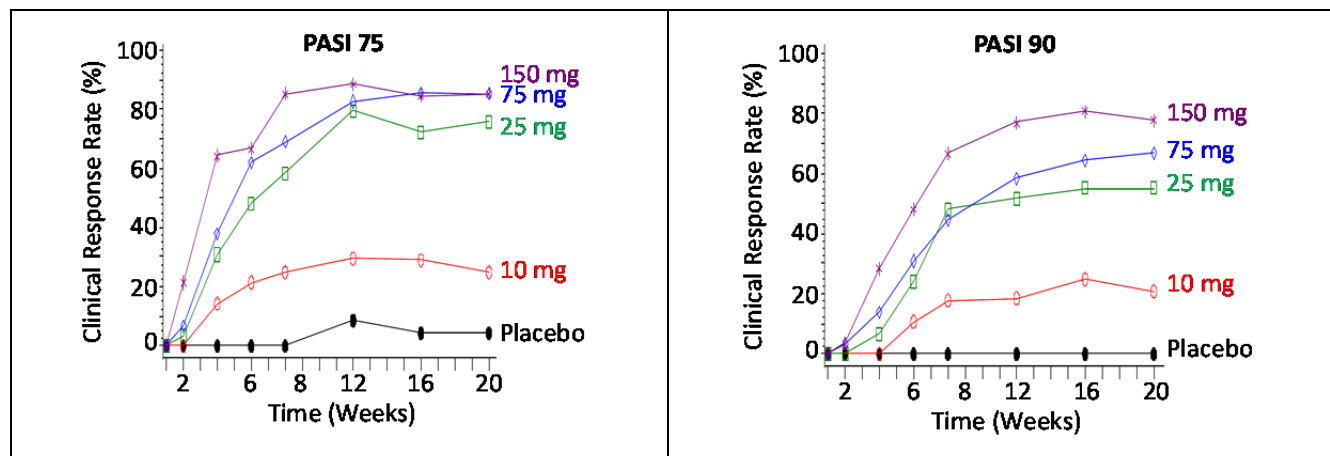 PASI 75
Clinical Response Rate (%)
100
80
60
40
20
0
150 mg
75 mg
25 mg
10 mg
Placebo
2 6 8 12 16 20
Time (Weeks)
PASI 90
Clinical Response Rate (%)
100
80
60
40
20
0
150 mg
75 mg
25 mg
10 mg
Placebo
2 6 8 12 16 20
Time (Weeks)